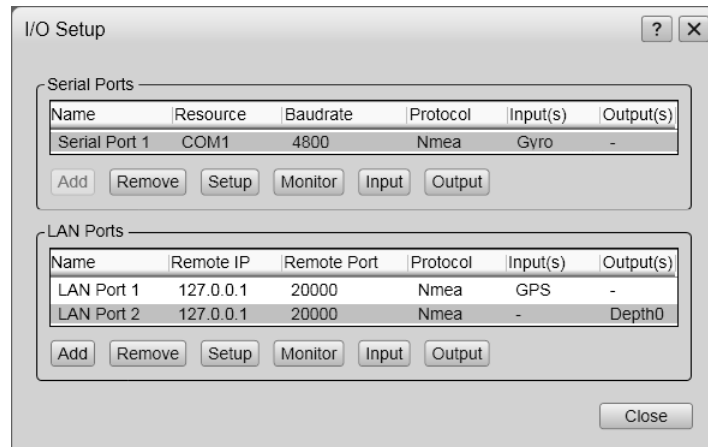 I/O Setup ? X
Serial Ports
Name Resource Baudrate Protocol Input(s) Output(s)
Serial Port 1 COM1 4800 Nmea Gyro -
Add Remove Setup Monitor Input Output
LAN Ports
Name Remote IP Remote Port Protocol Input(s) Output(s)
LAN Port 1 127.0.0.1 20000 Nmea GPS -
LAN Port 2 127.0.0.1 20000 Nmea - Depth0
Add Remove Setup Monitor Input Output
Close